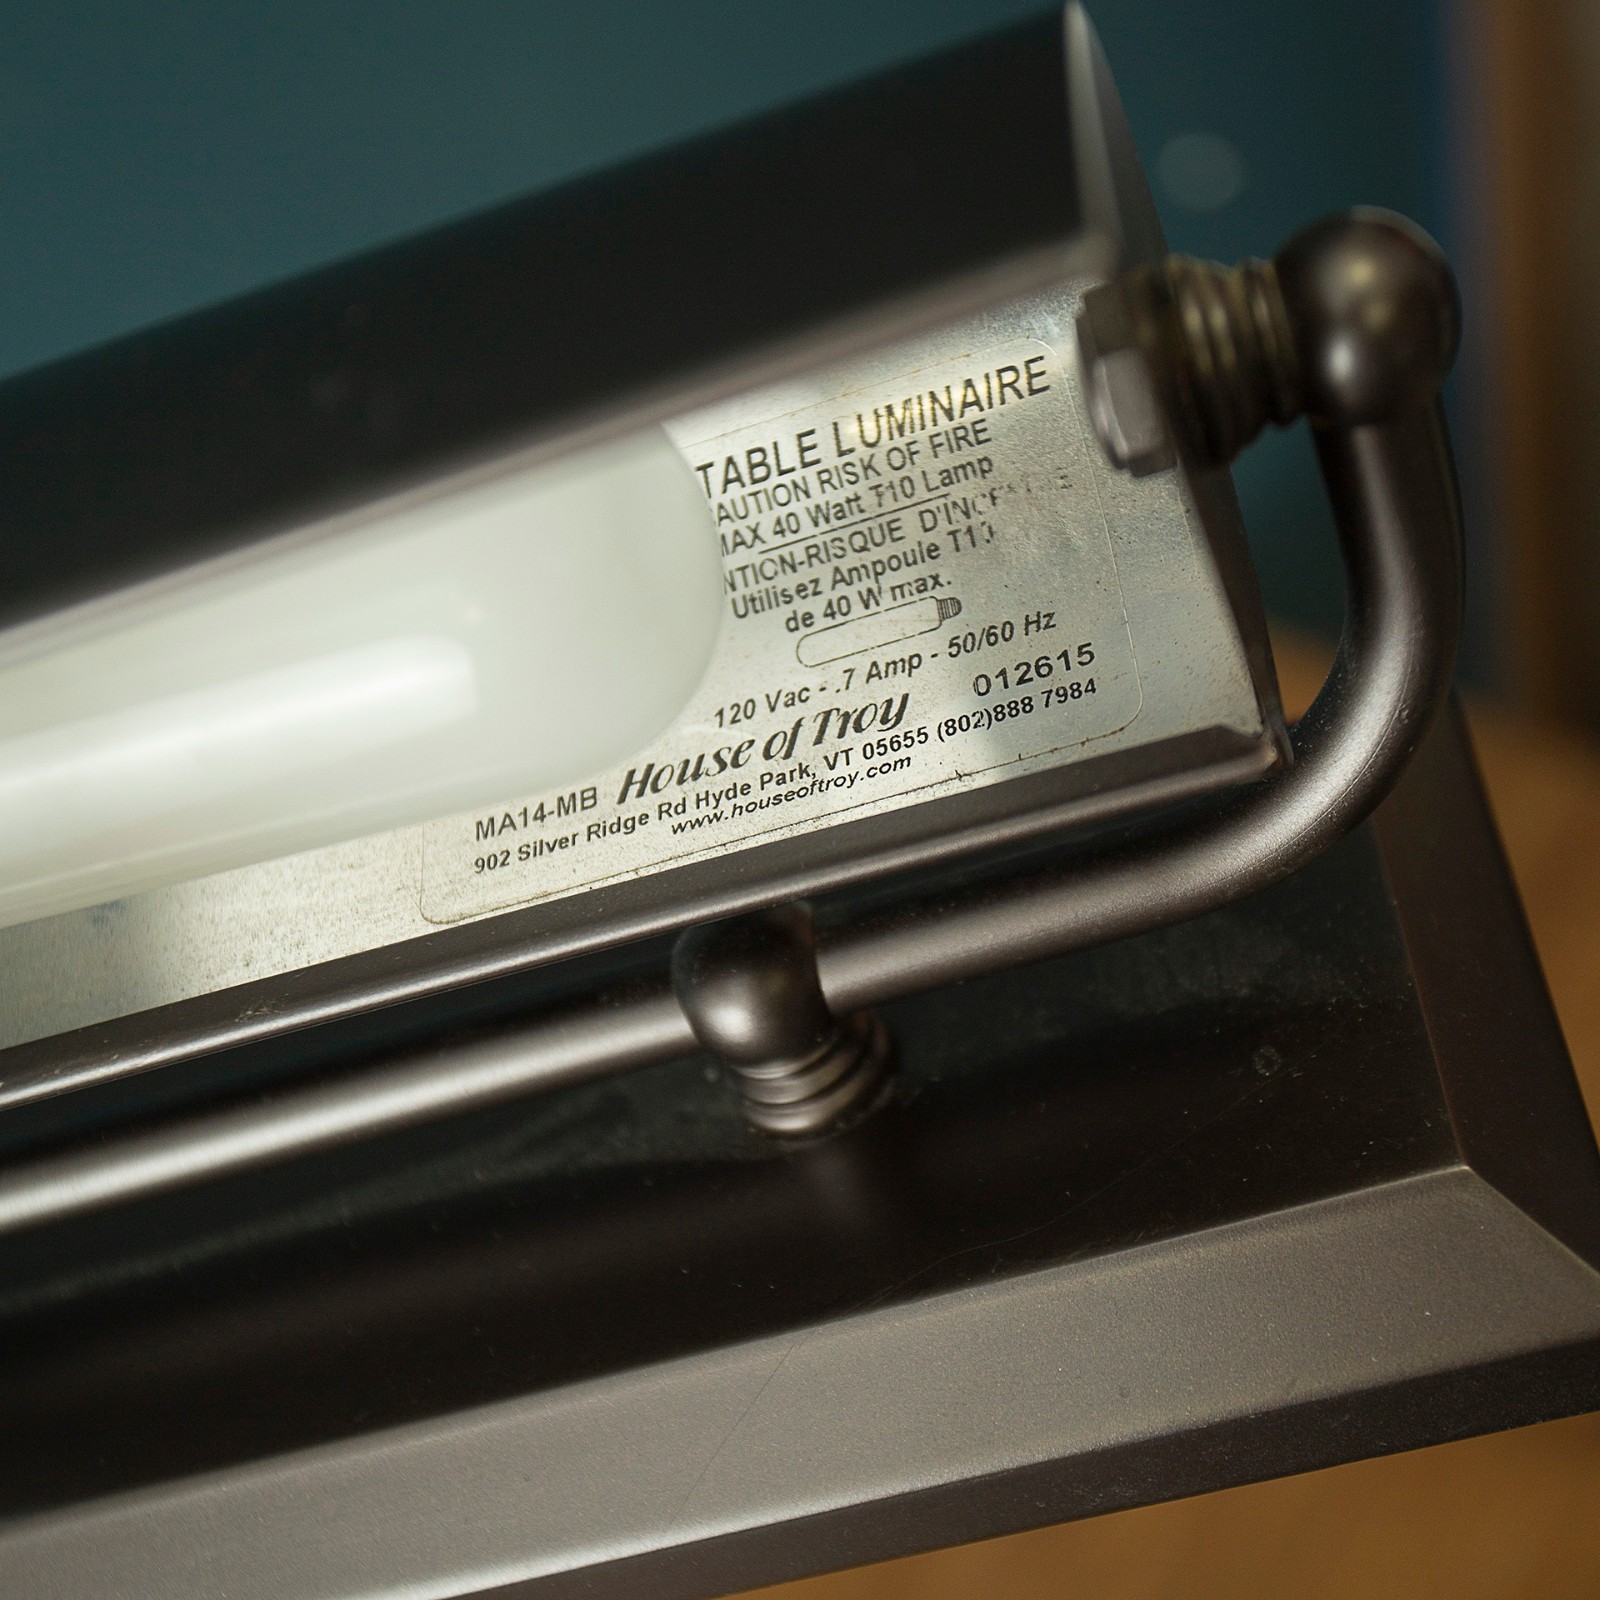 TABLE LUMINAIRE
AUTION RISK OF FIRE
MAX 40 Watt T10 Lamp
NTION-RISQUE
Utilisez Ampoule T10
de 40 W max.
120 Vac - .7 Amp - 50/60 Hz
MA14-MB House of Troy 012615
902 Silver Ridge Rd Hyde Park, VT 05655 (802)888 7984
www.houseoftroy.com